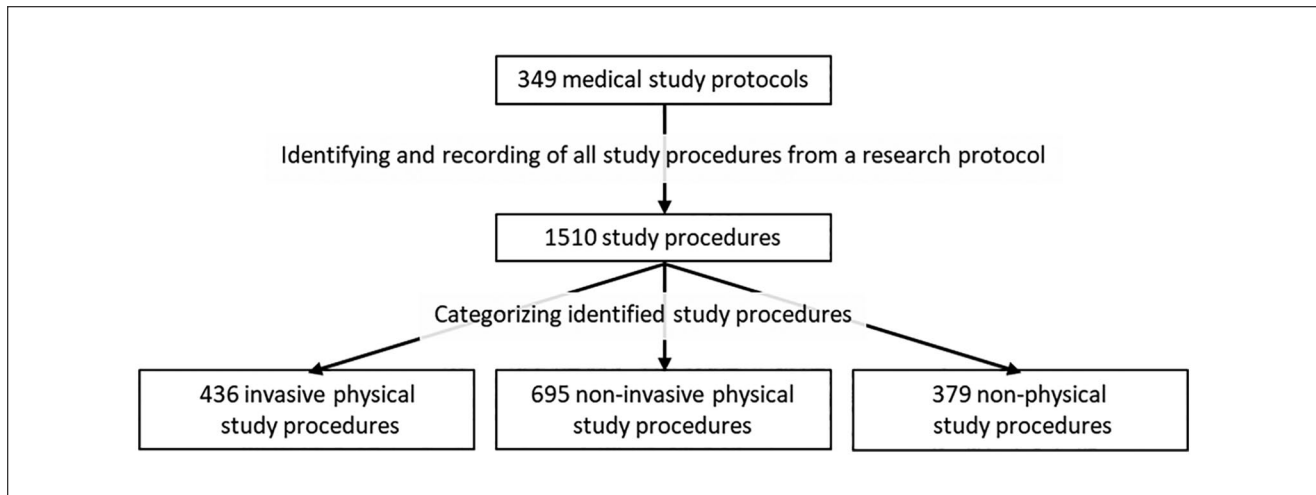 349 medical study protocols
Identifying and recording of all study procedures from a research protocol
1510 study procedures
Categorizing identified study procedures
436 invasive physical
study procedures
695 non-invasive physical
study procedures
379 non-physical
study procedures